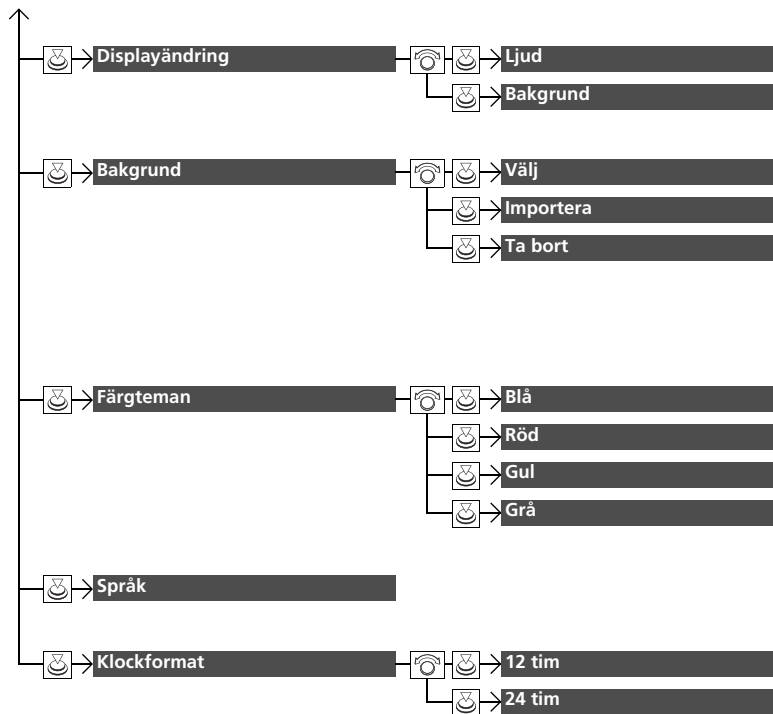 Displayändring
Ljud
Bakgrund
Bakgrund
Välj
Importera
Ta bort
Färgteman
Blå
Röd
Gul
Grå
Språk
Klockformat
12 tim
24 tim